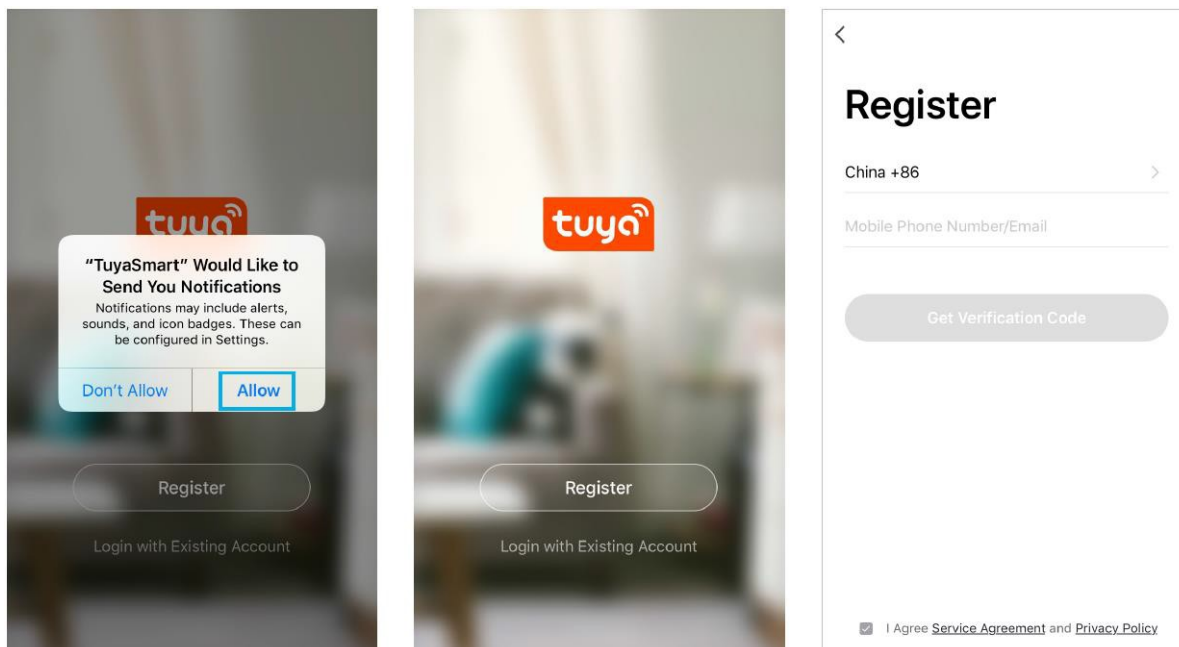 tuya
"TuyaSmart" Would Like to
Send You Notifications
Notifications may include alerts,
sounds, and icon badges. These can
be configured in Settings.
Don't Allow
Allow
Register
Login with Existing Account
tuya
Register
Login with Existing Account
Register
China +86
Mobile Phone Number/Email
Get Verification Code
I Agree Service Agreement and Privacy Policy